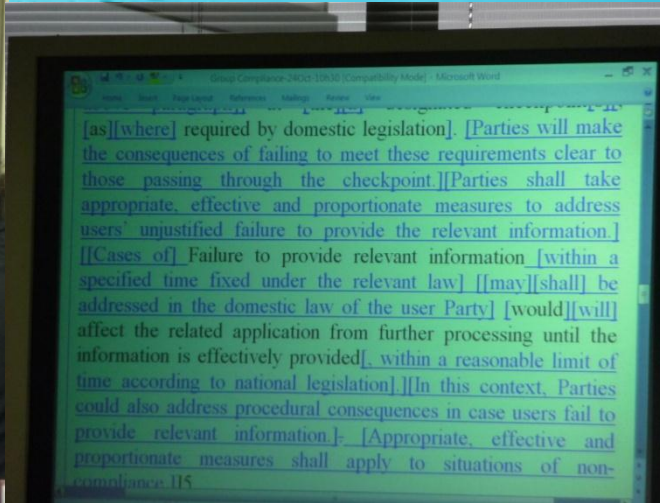 Group Compliance-24Oct-10h30 [Compatibility Mode] - Microsoft Word
Home Insert Page Layout References Mailings Review View
[as][where] required by domestic legislation]. [Parties will make
the consequences of failing to meet these requirements clear to
those passing through the checkpoint.][Parties shall take
appropriate, effective and proportionate measures to address
users' unjustified failure to provide the relevant information.]
[[Cases of] Failure to provide relevant information [within a
specified time fixed under the relevant law] [[may][shall] be
addressed in the domestic law of the user Party] [would][will]
affect the related application from further processing until the
information is effectively provided[, within a reasonable limit of
time according to national legislation].][In this context, Parties
could also address procedural consequences in case users fail to
provide relevant information.]. [Appropriate, effective and
proportionate measures shall apply to situations of non-
compliance.]15